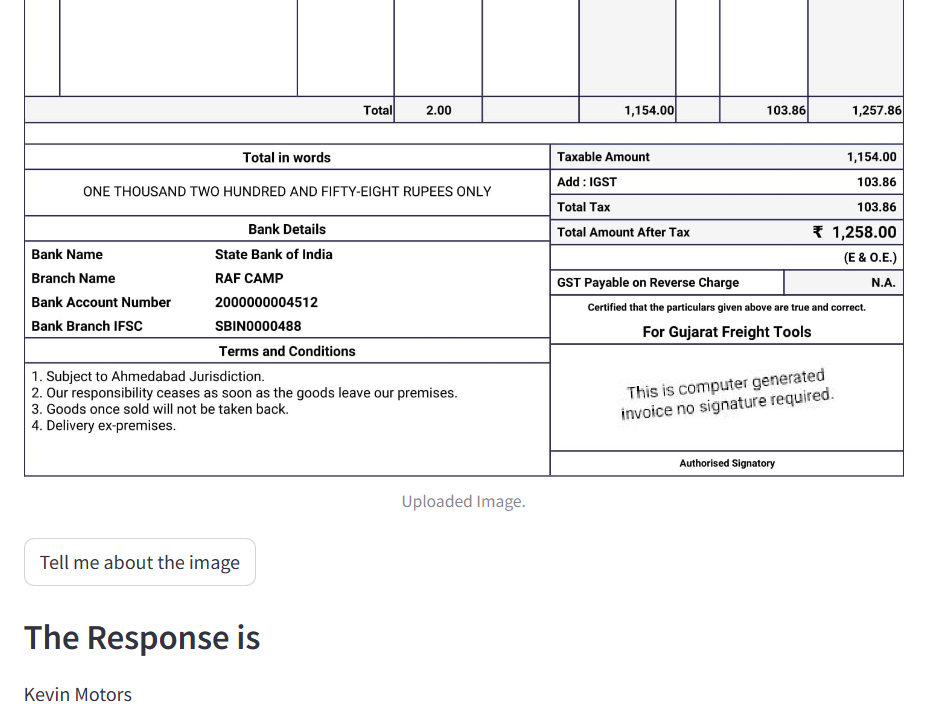 Total 2.00 1,154.00 103.86 1,257.86
Total in words
ONE THOUSAND TWO HUNDRED AND FIFTY-EIGHT RUPEES ONLY
Bank Details
Bank Name State Bank of India
Branch Name RAF CAMP
Bank Account Number 2000000004512
Bank Branch IFSC SBIN0000488
Terms and Conditions
1. Subject to Ahmedabad Jurisdiction.
2. Our responsibility ceases as soon as the goods leave our premises.
3. Goods once sold will not be taken back.
4. Delivery ex-premises.
Taxable Amount 1,154.00
Add : IGST 103.86
Total Tax 103.86
Total Amount After Tax ₹ 1,258.00
(E & O.E.)
GST Payable on Reverse Charge N.A.
Certified that the particulars given above are true and correct.
For Gujarat Freight Tools
This is computer generated
invoice no signature required.
Authorised Signatory
Uploaded Image.
Tell me about the image
The Response is
Kevin Motors